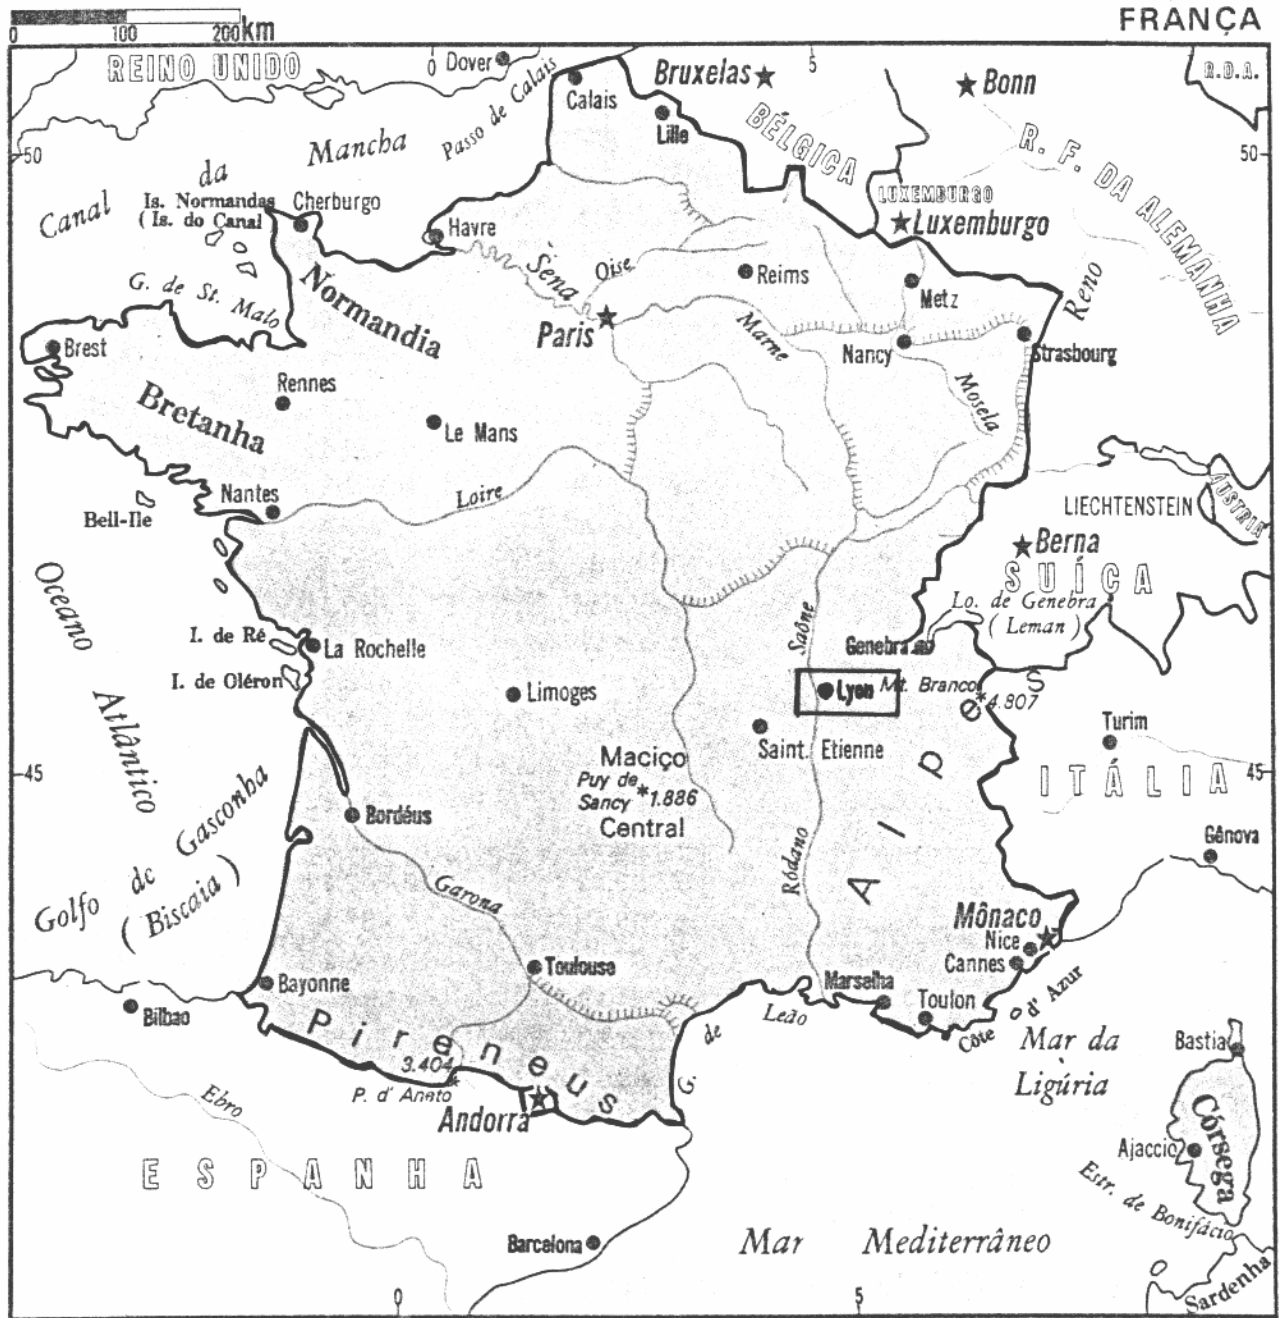 FRANÇA
0 100 200km
REINO UNIDO
0
Dover
Passo de Calais
Calais
Lille
Bruxelas
5
BÉLGICA
Bonn
R.D.A.
R. F. DA ALEMANHA
50
50
Canal da Mancha
Is. Normandas
( Is. do Canal
Cherburgo
Havre
LUXEMBURGO
Luxemburgo
G. de St. Malo
Normandia
Sena
Oise
Reims
Metz
Reno
Paris
Marne
Nancy
Strasbourg
Brest
Rennes
Bretanha
Le Mans
Mosela
Nantes
Loire
Bell-Ile
LIECHTENSTEIN
ÁUSTRIA
Berna
SUÍÇA
Oceano Atlântico
Saône
Lo. de Genebra
( Leman )
Genebra
I. de Ré
La Rochelle
I. de Oléron
Limoges
Lyon
Mt. Branco
4.807
Saint. Etienne
Turim
Maciço
Puy de
Sancy
1.886
Central
45
45
ITÁLIA
Alpes
Bordéus
Gênova
Golfo de Gasconha
( Biscaia )
Garona
Ródano
Mônaco
Nice
Cannes
Toulouse
Marselha
Toulon
Côte d' Azur
Bayonne
Bilbao
Pireneus
3.404
P. d' Aneto
Andorra
G. de Leão
Mar da
Ligúria
Bastia
Córsega
Ajaccio
Ebro
ESPANHA
Estr. de Bonifácio
Barcelona
Mar Mediterrâneo
Sardenha
0
5